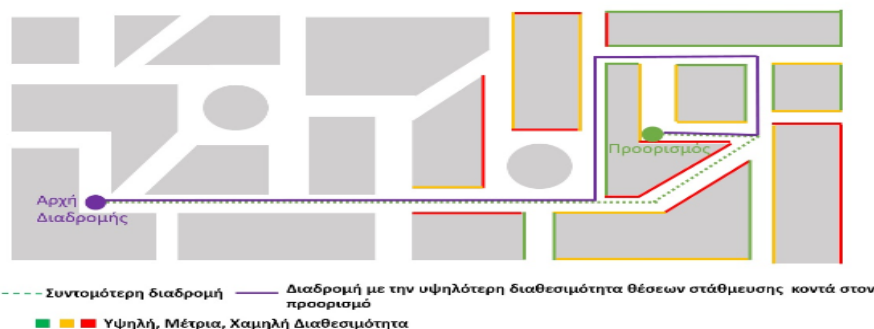 Προορισμός
Αρχή
Διαδρομής
Συντομότερη διαδρομή
Διαδρομή με την υψηλότερη διαθεσιμότητα θέσεων στάθμευσης κοντά στον
προορισμό
Υψηλή, Μέτρια, Χαμηλή Διαθεσιμότητα